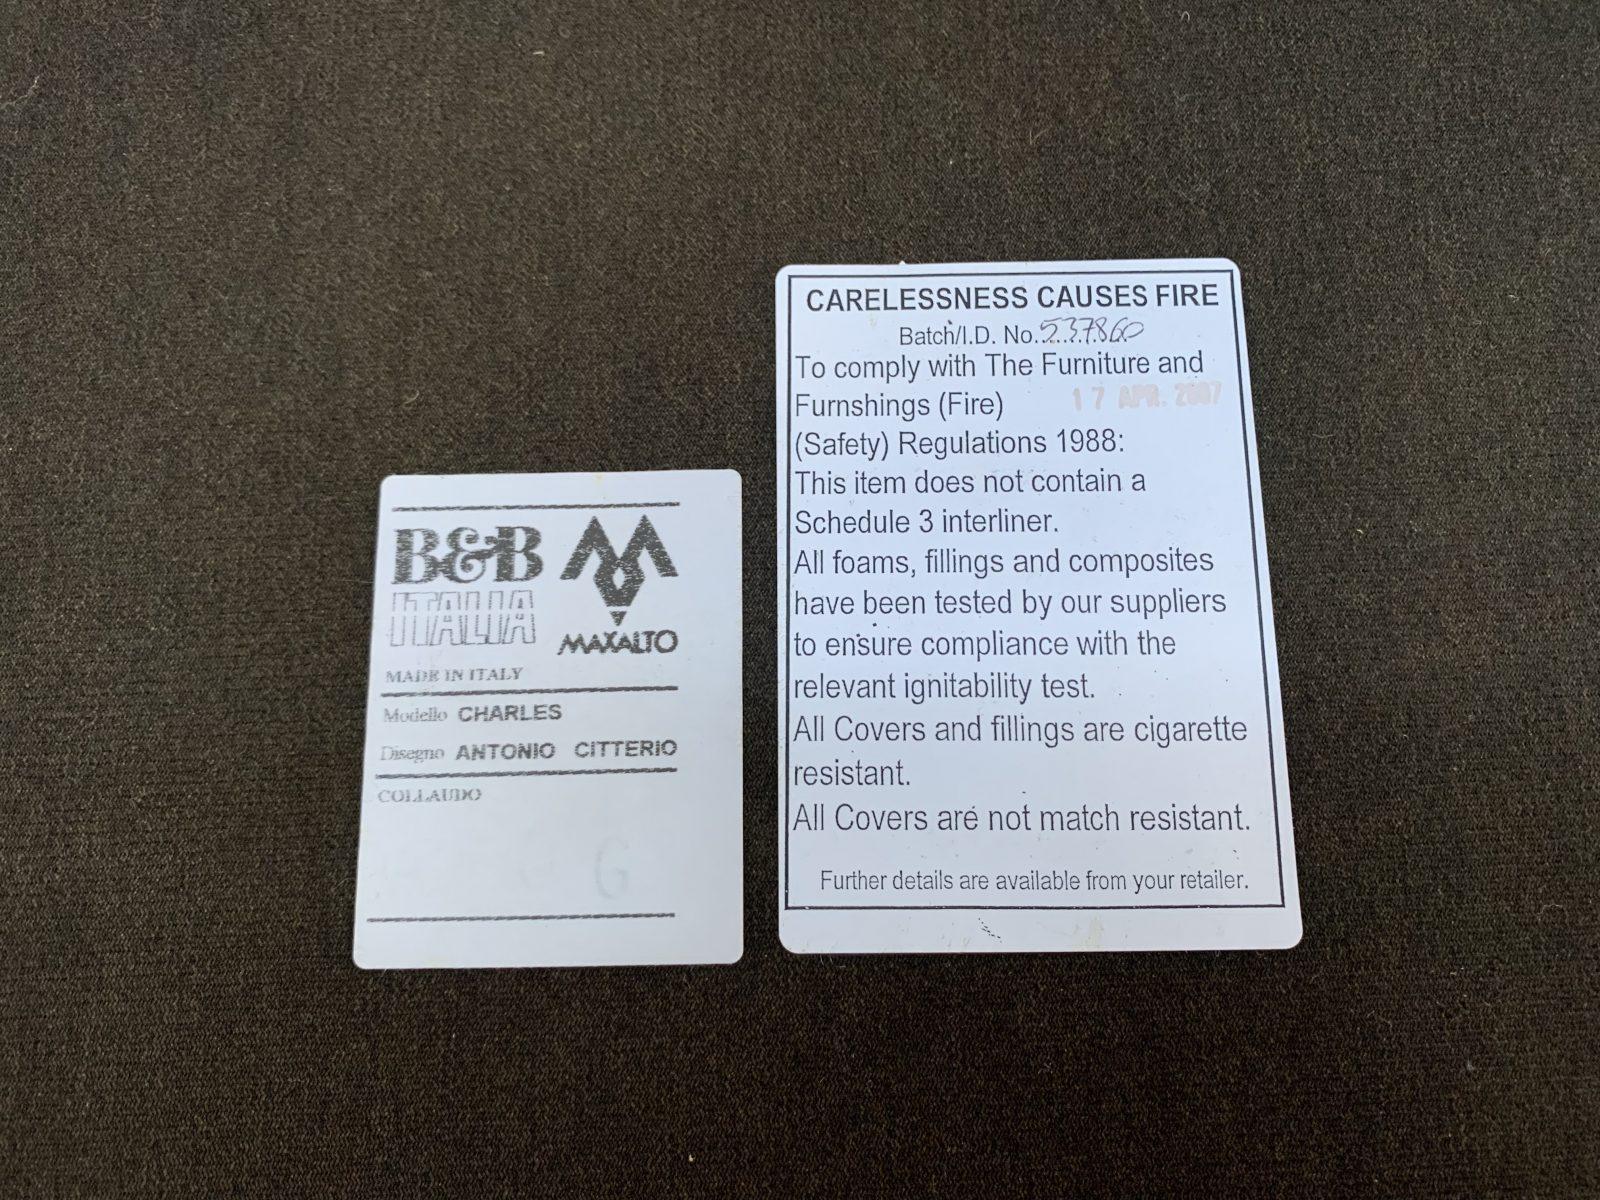 B&B
ITALIA
MAXALTO
MADE IN ITALY
Modello CHARLES
Disegno ANTONIO CITTERIO
COLLAUDO
G
CARELESSNESS CAUSES FIRE
Batch/I.D. No. 537860
To comply with The Furniture and
Furnshings (Fire) 17 APR. 2007
(Safety) Regulations 1988:
This item does not contain a
Schedule 3 interliner.
All foams, fillings and composites
have been tested by our suppliers
to ensure compliance with the
relevant ignitability test.
All Covers and fillings are cigarette
resistant.
All Covers are not match resistant.
Further details are available from your retailer.